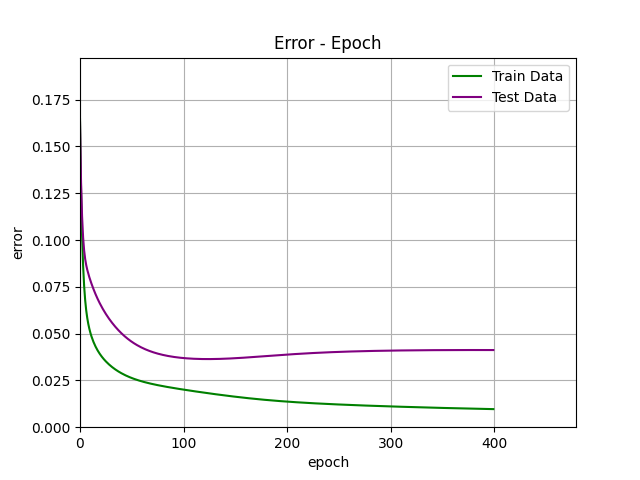 Error - Epoch
Train Data
Test Data
error
0.175
0.150
0.125
0.100
0.075
0.050
0.025
0.000
0 100 200 300 400
epoch